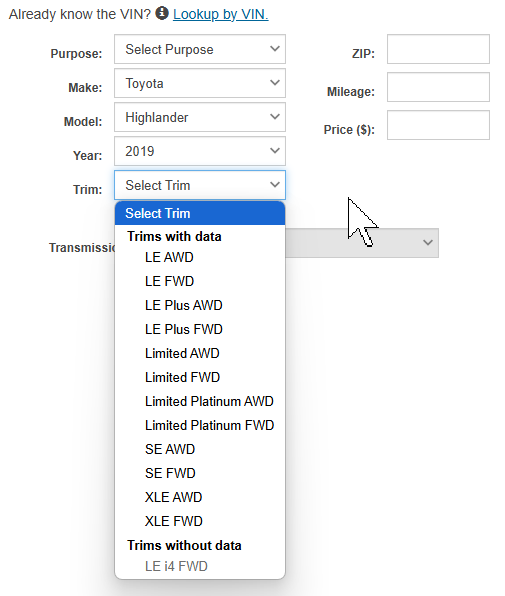 Already know the VIN? Lookup by VIN.
Purpose: Select Purpose ZIP:
Make: Toyota Mileage:
Model: Highlander Price ($):
Year: 2019
Trim: Select Trim
Select Trim
Trims with data
Transmissi
LE AWD
LE FWD
LE Plus AWD
LE Plus FWD
Limited AWD
Limited FWD
Limited Platinum AWD
Limited Platinum FWD
SE AWD
SE FWD
XLE AWD
XLE FWD
Trims without data
LE i4 FWD